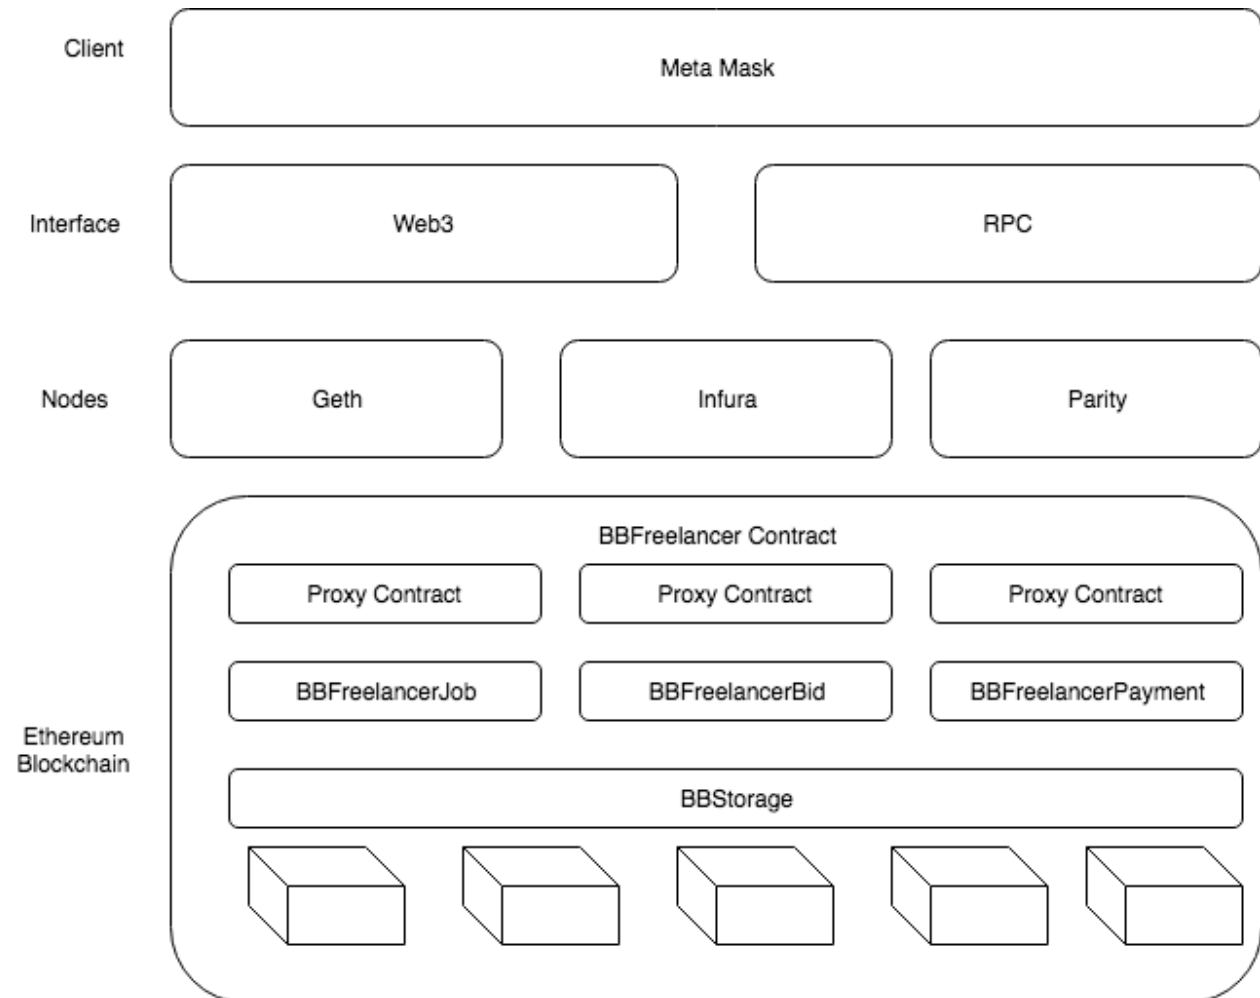 Client
Meta Mask
Interface
Web3
RPC
Nodes
Geth
Infura
Parity
BBFreelancer Contract
Proxy Contract
Proxy Contract
Proxy Contract
BBFreelancerJob
BBFreelancerBid
BBFreelancerPayment
Ethereum
Blockchain
BBStorage